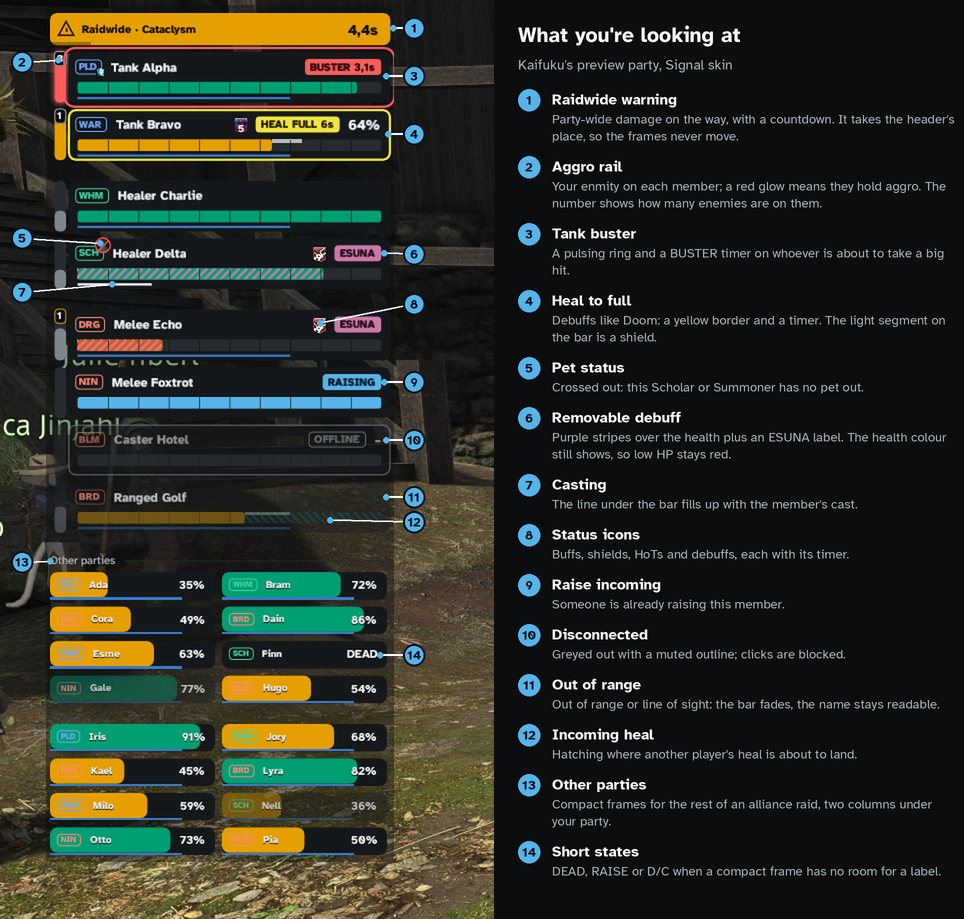 Raidwide · Cataclysm 4,4s 1
2 PLD Tank Alpha BUSTER 3,1s 3
1 WAR Tank Bravo 5 HEAL FULL 6s 64% 4
WHM Healer Charlie
5 SCH Healer Delta ESUNA 6
7
8
1 DRG Melee Echo ESUNA
NIN Melee Foxtrot RAISING 9
ca Jinjahl
BLM Caster Hotel OFFLINE - 10
BRD Ranged Golf 11
12
13 Other parties
PLD Ada 35% WHM Bram 72%
Cora 49% BRD Dain 86%
Esme 63% SCH Finn DEAD 14
NIN Gale 77% Hugo 54%
PLD Iris 91% WHM Jory 68%
Kael 45% BRD Lyra 82%
Milo 59% SCH Nell 36%
NIN Otto 73% Pia 50%
What you're looking at
Kaifuku's preview party, Signal skin
1 Raidwide warning
Party-wide damage on the way, with a countdown. It takes the header's
place, so the frames never move.
2 Aggro rail
Your enmity on each member; a red glow means they hold aggro. The
number shows how many enemies are on them.
3 Tank buster
A pulsing ring and a BUSTER timer on whoever is about to take a big
hit.
4 Heal to full
Debuffs like Doom: a yellow border and a timer. The light segment on
the bar is a shield.
5 Pet status
Crossed out: this Scholar or Summoner has no pet out.
6 Removable debuff
Purple stripes over the health plus an ESUNA label. The health colour
still shows, so low HP stays red.
7 Casting
The line under the bar fills up with the member's cast.
8 Status icons
Buffs, shields, HoTs and debuffs, each with its timer.
9 Raise incoming
Someone is already raising this member.
10 Disconnected
Greyed out with a muted outline; clicks are blocked.
11 Out of range
Out of range or line of sight: the bar fades, the name stays readable.
12 Incoming heal
Hatching where another player's heal is about to land.
13 Other parties
Compact frames for the rest of an alliance raid, two columns under
your party.
14 Short states
DEAD, RAISE or D/C when a compact frame has no room for a label.